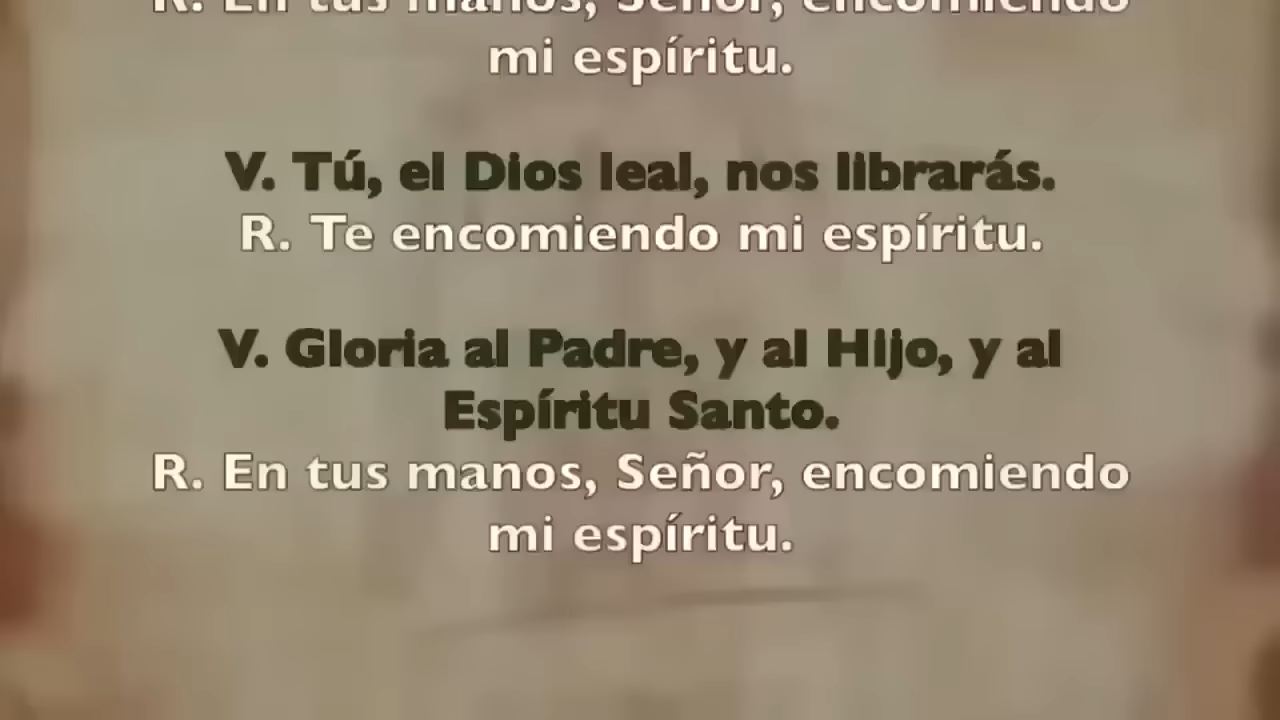 R. En tus manos, Señor, encomiendo
mi espíritu.
V. Tú, el Dios leal, nos librarás.
R. Te encomiendo mi espíritu.
V. Gloria al Padre, y al Hijo, y al
Espíritu Santo.
R. En tus manos, Señor, encomiendo
mi espíritu.